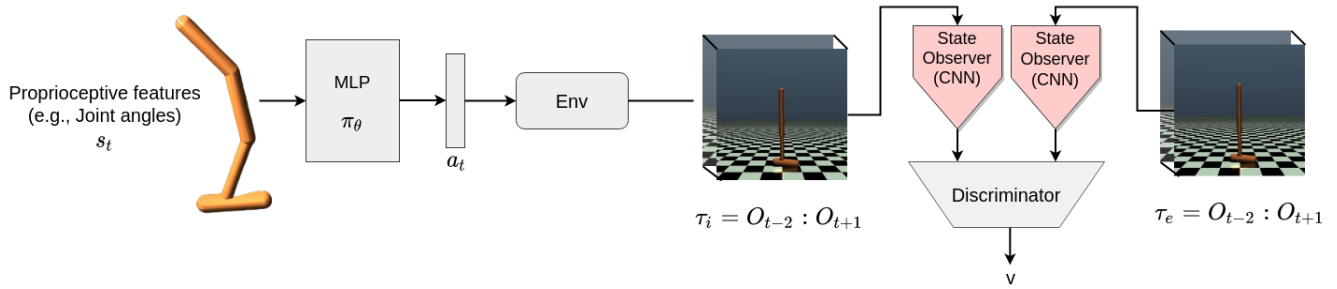 Proprioceptive features
(e.g., Joint angles)
s_t
MLP
π_θ
a_t
Env
τ_i = O_{t−2} : O_{t+1}
State
Observer
(CNN)
State
Observer
(CNN)
Discriminator
v
τ_e = O_{t−2} : O_{t+1}